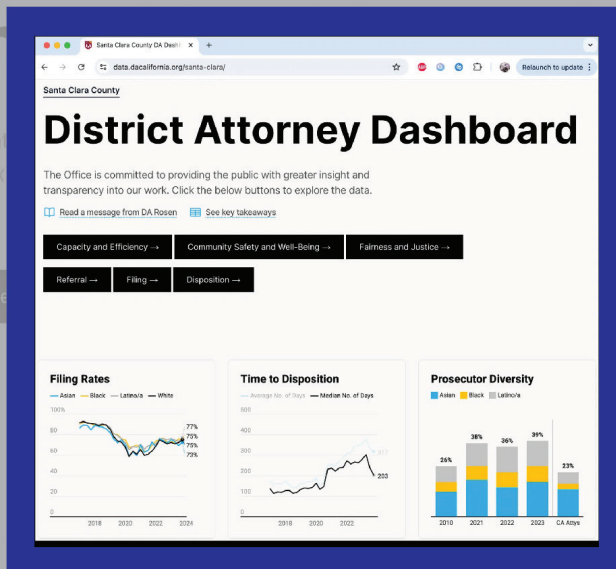 Santa Clara County DA Dash
data.dacalifornia.org/santa-clara/
Relaunch to update
Santa Clara County
District Attorney Dashboard
The Office is committed to providing the public with greater insight and
transparency into our work. Click the below buttons to explore the data.
Read a message from DA Rosen See key takeaways
Capacity and Efficiency → Community Safety and Well-Being → Fairness and Justice →
Referral → Filing → Disposition →
Filing Rates
Asian Black Latino/a White
100%
80
60
40
20
0
77%
75%
75%
73%
2018 2020 2022 2024
Time to Disposition
Average No. of Days Median No. of Days
500
400
300
200
100
0
317
203
2018 2020 2022
Prosecutor Diversity
Asian Black Latino/a
26% 38% 36% 39% 23%
2010 2021 2022 2023 CA Attys